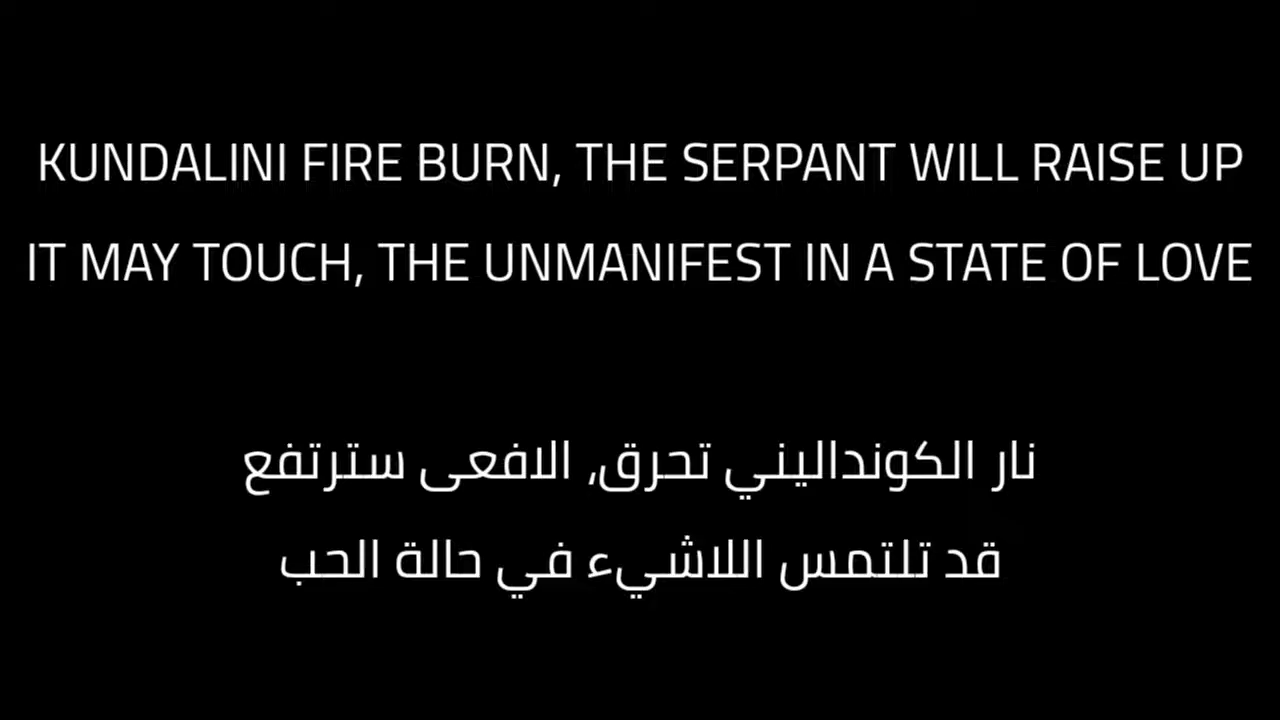 KUNDALINI FIRE BURN, THE SERPANT WILL RAISE UP
IT MAY TOUCH, THE UNMANIFEST IN A STATE OF LOVE
نار الكونداليني تحرق، الافعى سترتفع
قد تلتمس اللاشيء في حالة الحب